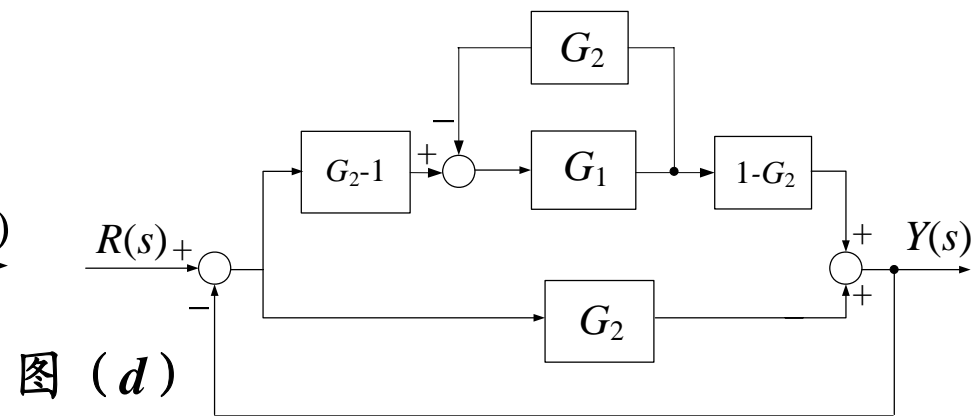 G₂
−
G₂-1
+
G₁
1-G₂
)
R(s)
+
−
+
Y(s)
+
G₂
图（d）